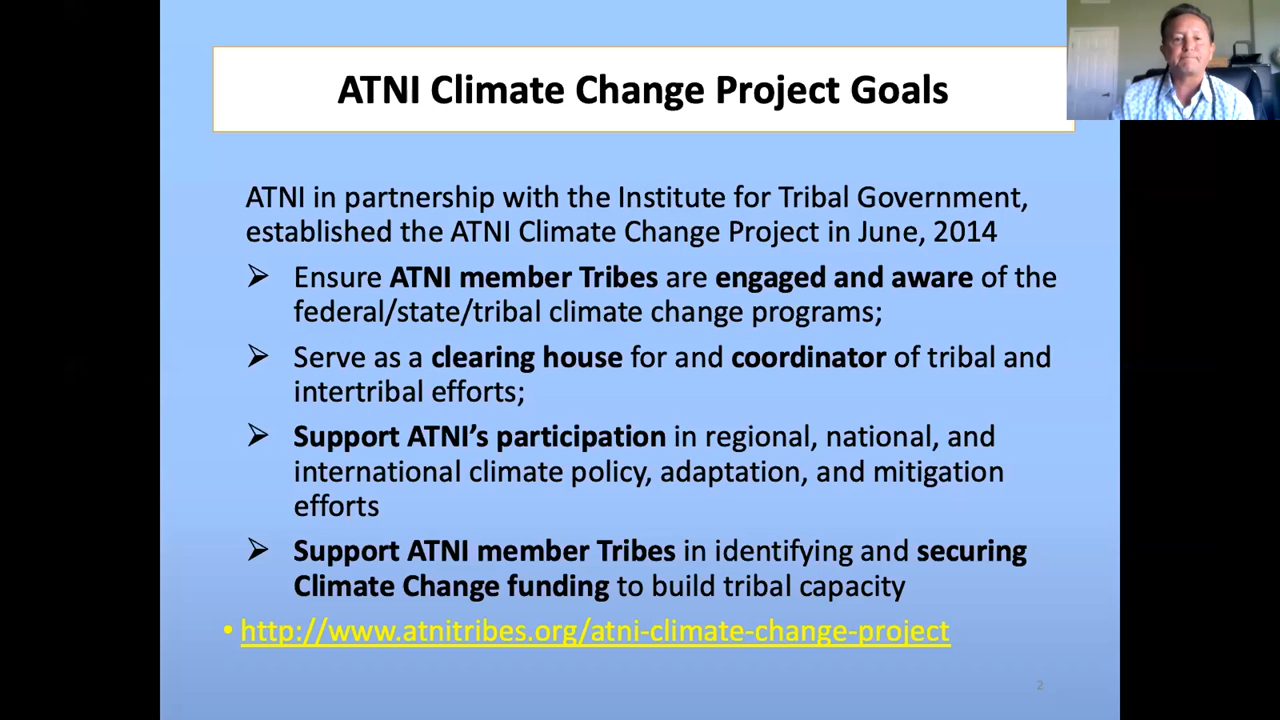 ATNI Climate Change Project Goals
ATNI in partnership with the Institute for Tribal Government,
established the ATNI Climate Change Project in June, 2014
➢ Ensure ATNI member Tribes are engaged and aware of the
federal/state/tribal climate change programs;
➢ Serve as a clearing house for and coordinator of tribal and
intertribal efforts;
➢ Support ATNI’s participation in regional, national, and
international climate policy, adaptation, and mitigation
efforts
➢ Support ATNI member Tribes in identifying and securing
Climate Change funding to build tribal capacity
• http://www.atnitribes.org/atni-climate-change-project
2